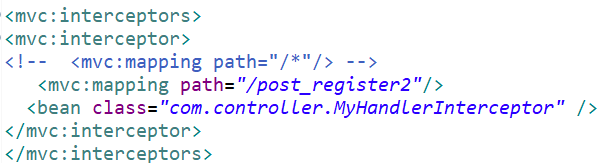 <mvc:interceptors>
<mvc:interceptor>
<!--  <mvc:mapping path="/*"/> -->
<mvc:mapping path="/post_register2"/>
<bean class="com.controller.MyHandlerInterceptor" />
</mvc:interceptor>
</mvc:interceptors>